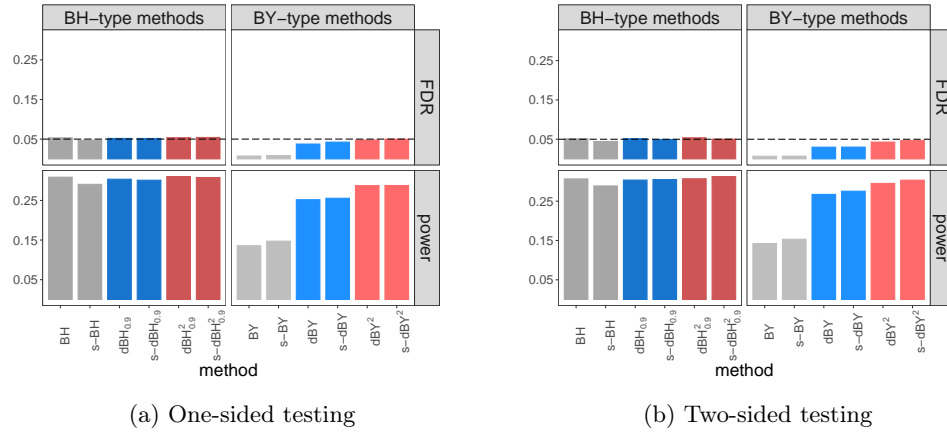 BH−type methods BY−type methods
FDR
0.25
0.15
0.05
power
0.25
0.15
0.05
BH s−BH dBH0.9 s−dBH0.9 dBH²0.9 s−dBH²0.9 BY s−BY dBY s−dBY dBY² s−dBY²
method
(a) One-sided testing
BH−type methods BY−type methods
FDR
0.25
0.15
0.05
power
0.25
0.15
0.05
BH s−BH dBH0.9 s−dBH0.9 dBH²0.9 s−dBH²0.9 BY s−BY dBY s−dBY dBY² s−dBY²
method
(b) Two-sided testing